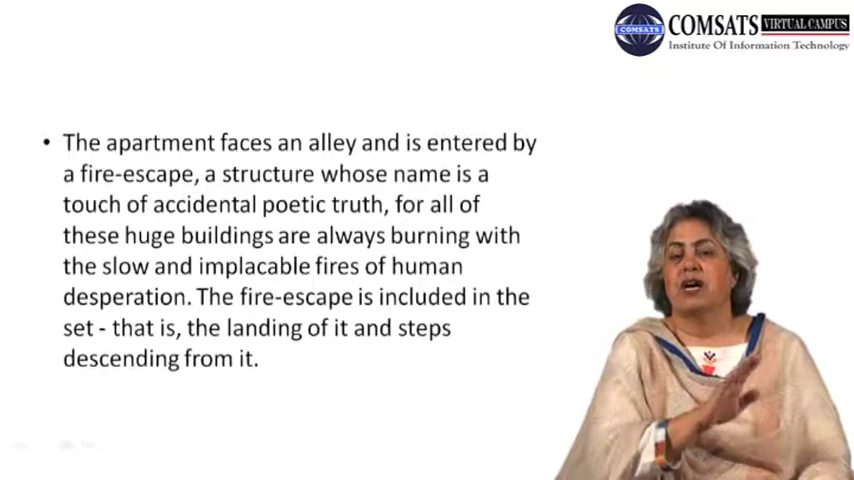 COMSATS VIRTUAL CAMPUS
COMSATS
Institute Of Information Technology
• The apartment faces an alley and is entered by
a fire-escape, a structure whose name is a
touch of accidental poetic truth, for all of
these huge buildings are always burning with
the slow and implacable fires of human
desperation. The fire-escape is included in the
set - that is, the landing of it and steps
descending from it.